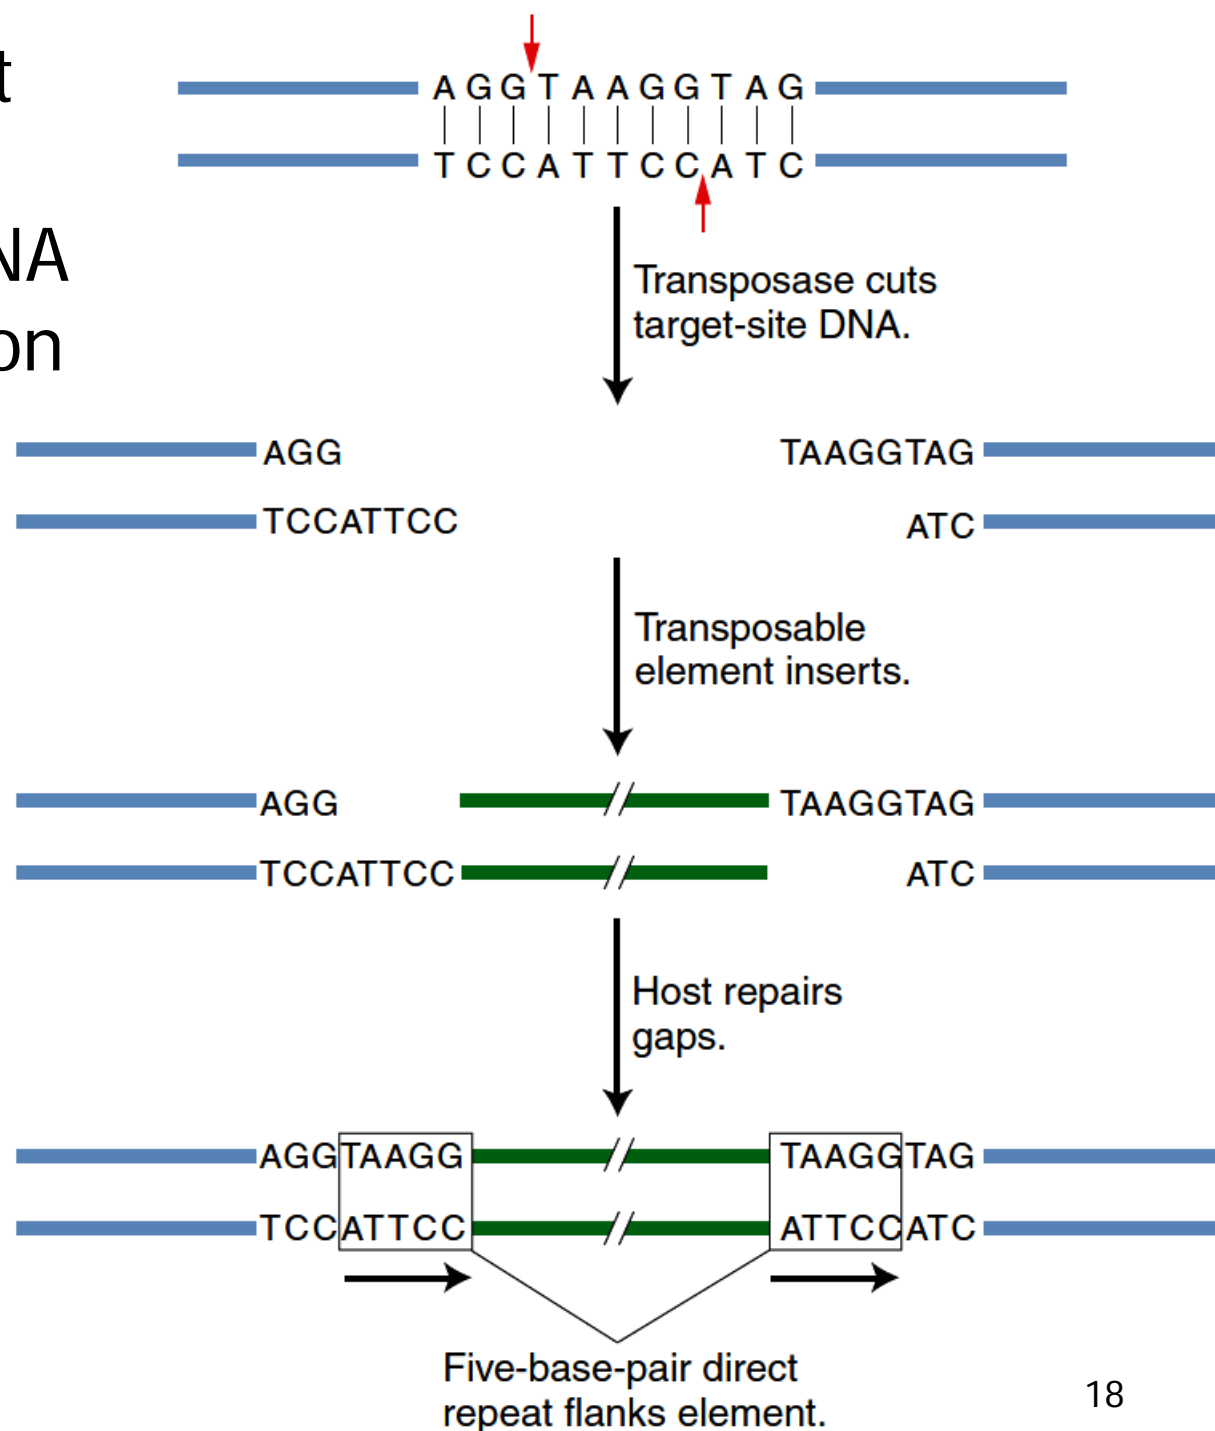 t
NA
on
A G G T A A G G T A G
T C C A T T C C A T C
Transposase cuts
target-site DNA.
AGG TAAGGTAG
TCCATTCC ATC
Transposable
element inserts.
AGG TAAGGTAG
TCCATTCC ATC
Host repairs
gaps.
AGGTAAGG TAAGGTAG
TCCATTCC ATTCCATC
Five-base-pair direct
repeat flanks element.
18